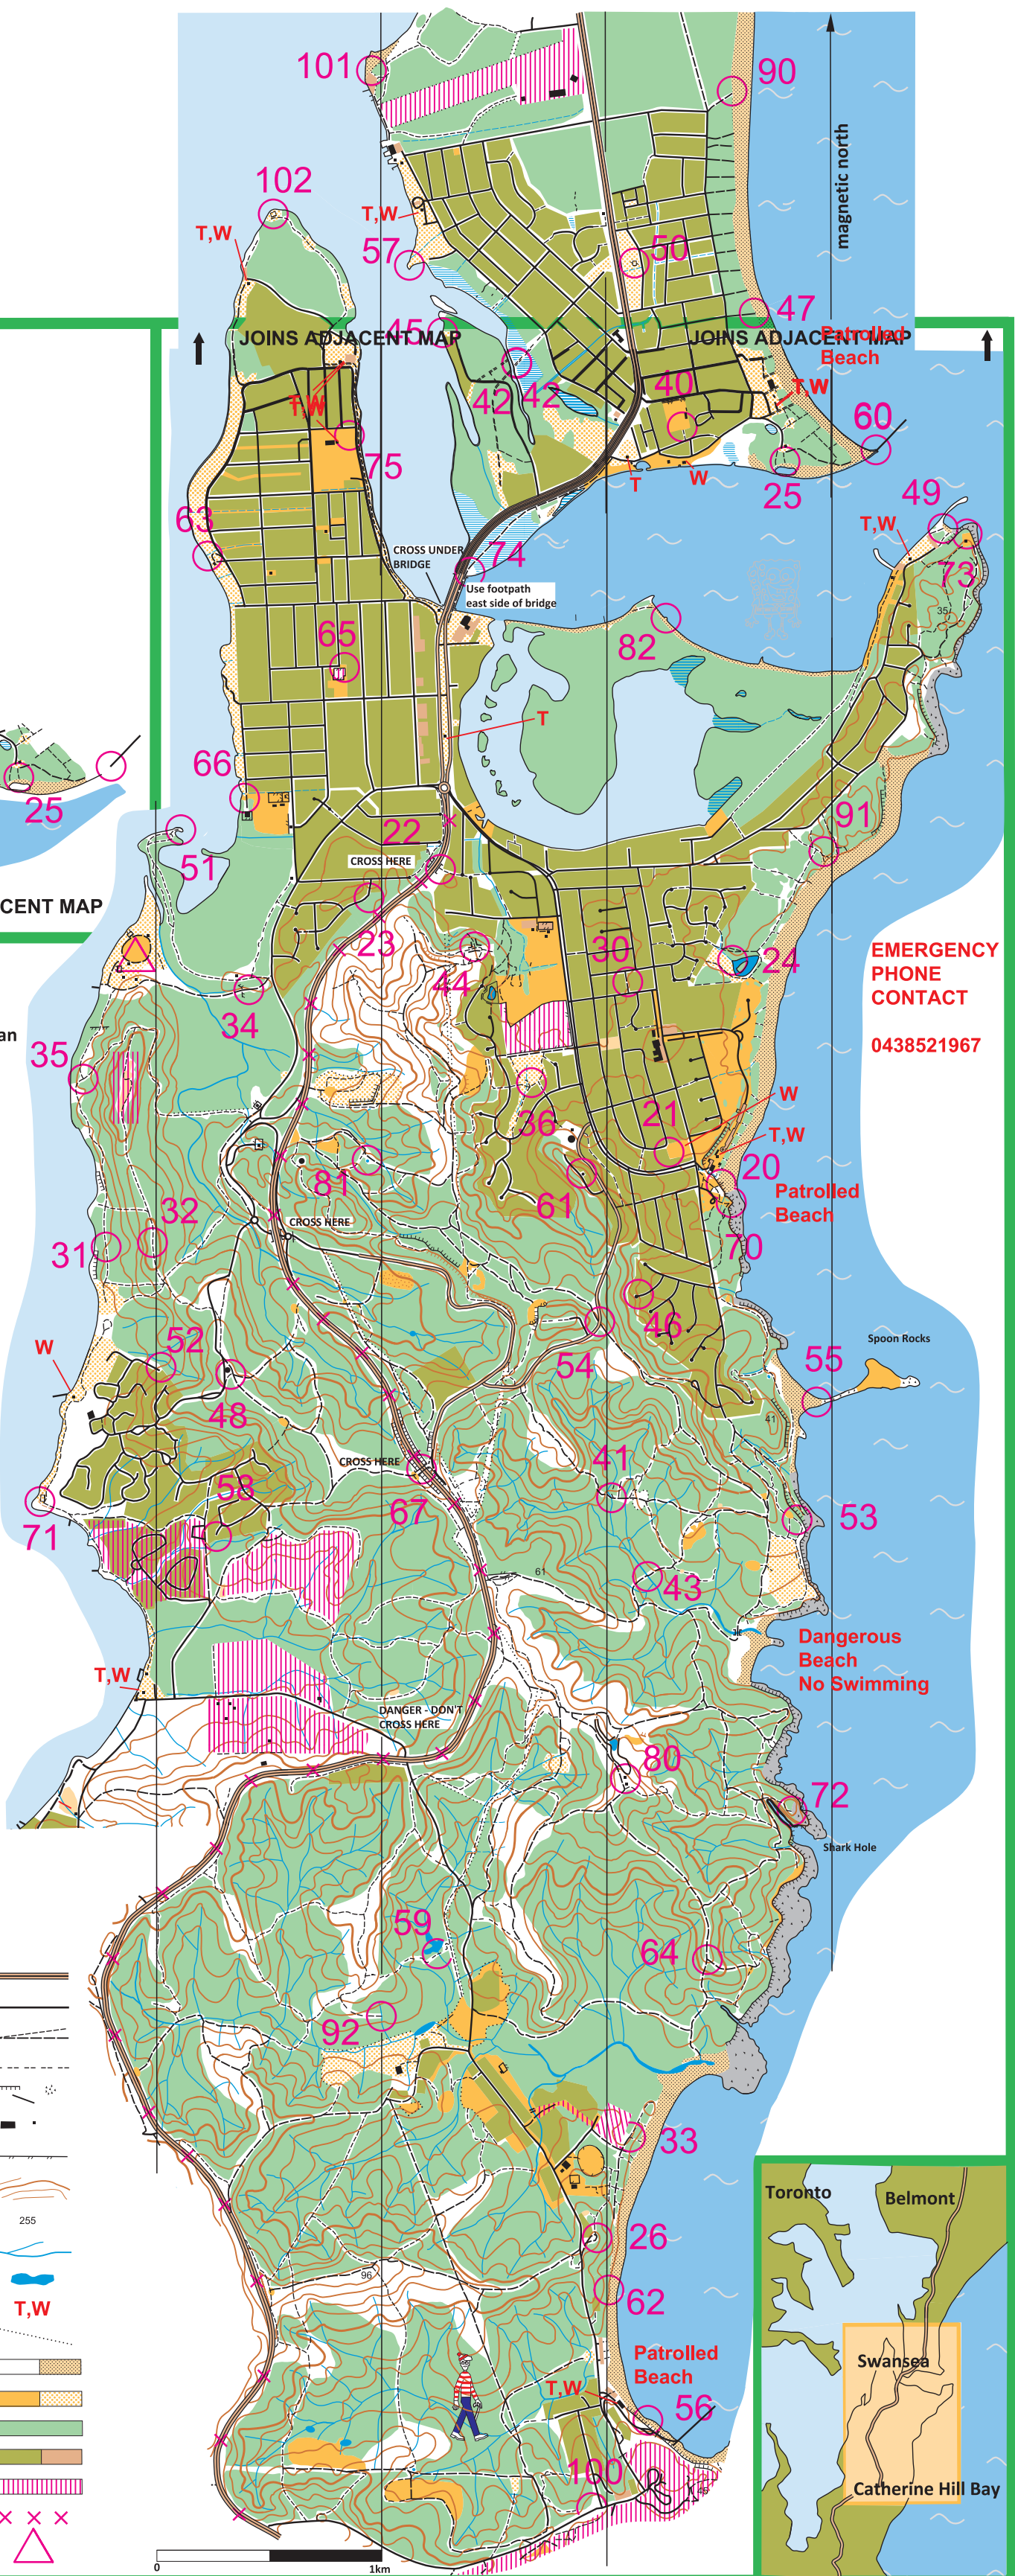 101
90
magnetic north
102
T,W
T,W
57
50
47
45
JOINS ADJACENT MAP
JOINS ADJACENT MAP
Patrolled
Beach
42
42
40
T,W
T,W
60
75
T
W
25
49
63
T,W
CROSS UNDER
BRIDGE
74
Use footpath
east side of bridge
73
35
65
82
T
66
25
91
22
51
CROSS HERE
CENT MAP
23
44
30
24
EMERGENCY
PHONE
CONTACT
0438521967
34
an
35
W
36
21
T,W
81
20
61
Patrolled
Beach
32
CROSS HERE
31
70
46
52
W
54
Spoon Rocks
55
48
41
CROSS HERE
41
58
67
53
71
61
43
Dangerous
Beach
No Swimming
T,W
DANGER - DON'T
CROSS HERE
80
72
Shark Hole
59
64
92
33
Toronto
Belmont
255
26
96
62
T,W
Patrolled
Beach
Swansea
T,W
56
100
Catherine Hill Bay
0
1km